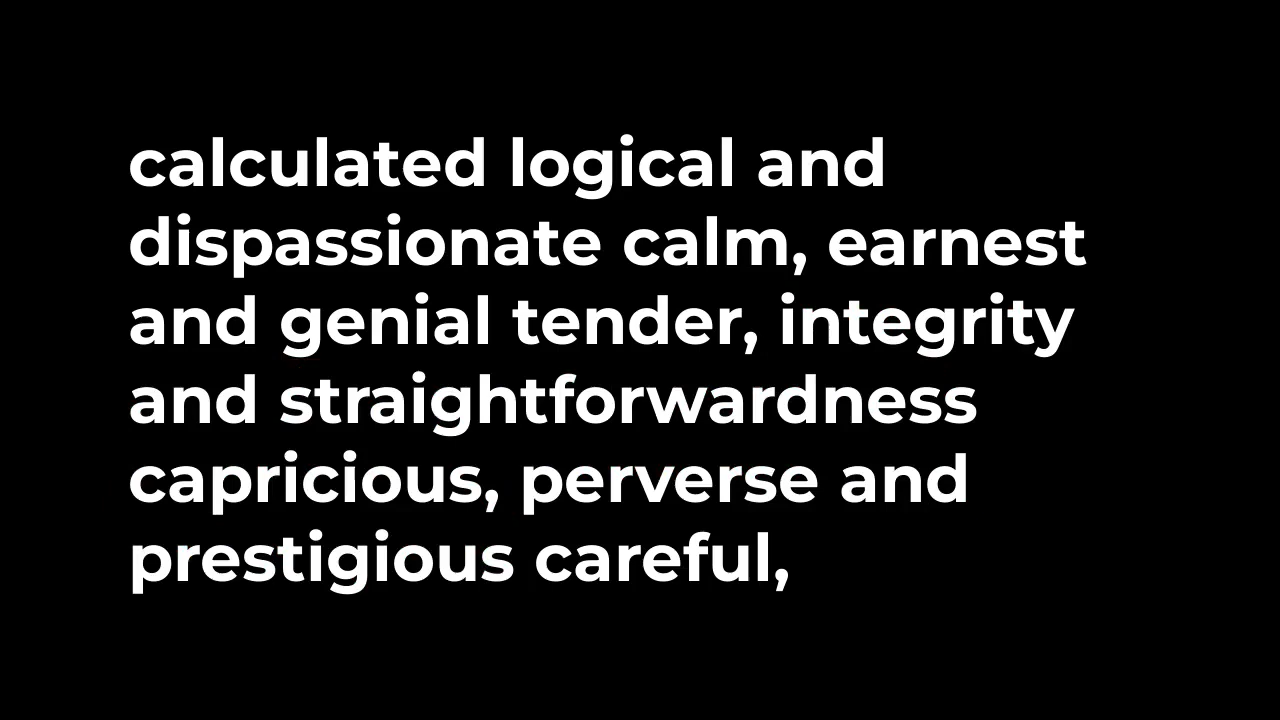 calculated logical and
dispassionate calm, earnest
and genial tender, integrity
and straightforwardness
capricious, perverse and
prestigious careful,